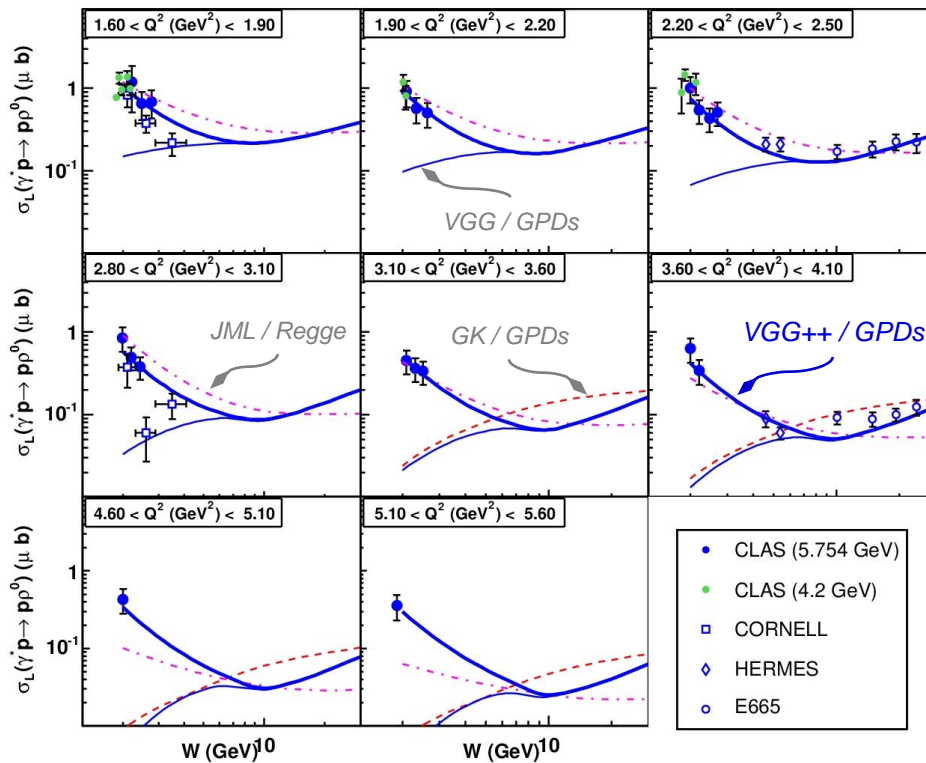 1.60 < Q² (GeV²) < 1.90
1.90 < Q² (GeV²) < 2.20
2.20 < Q² (GeV²) < 2.50
σ_L(γ* p→ pρ⁰) (μ b)
1
10⁻¹
VGG / GPDs
2.80 < Q² (GeV²) < 3.10
3.10 < Q² (GeV²) < 3.60
3.60 < Q² (GeV²) < 4.10
σ_L(γ* p→ pρ⁰) (μ b)
1
10⁻¹
JML / Regge
GK / GPDs
VGG++ / GPDs
4.60 < Q² (GeV²) < 5.10
5.10 < Q² (GeV²) < 5.60
σ_L(γ* p→ pρ⁰) (μ b)
1
10⁻¹
W (GeV) 10
W (GeV) 10
CLAS (5.754 GeV)
CLAS (4.2 GeV)
CORNELL
HERMES
E665